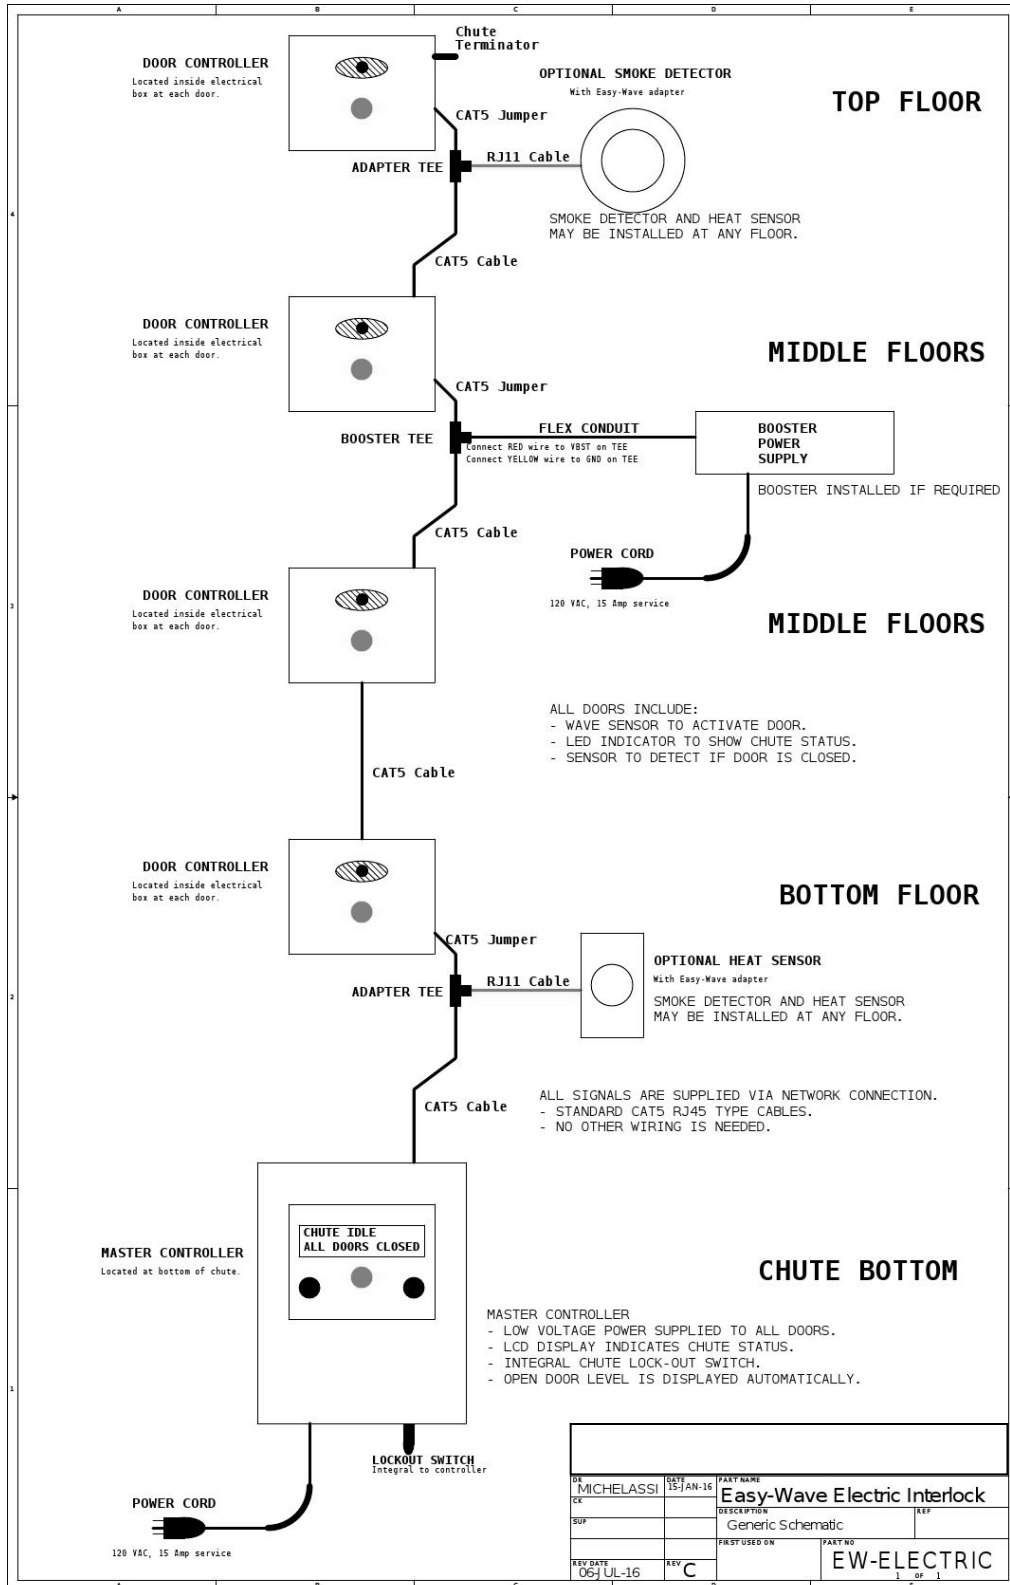 A B C D E
Chute
Terminator
DOOR CONTROLLER
Located inside electrical
box at each door.
OPTIONAL SMOKE DETECTOR
With Easy-Wave adapter
TOP FLOOR
CAT5 Jumper
ADAPTER TEE
RJ11 Cable
4
SMOKE DETECTOR AND HEAT SENSOR
MAY BE INSTALLED AT ANY FLOOR.
CAT5 Cable
DOOR CONTROLLER
Located inside electrical
box at each door.
MIDDLE FLOORS
CAT5 Jumper
BOOSTER TEE
FLEX CONDUIT
Connect RED wire to VBST on TEE
Connect YELLOW wire to GND on TEE
BOOSTER
POWER
SUPPLY
BOOSTER INSTALLED IF REQUIRED
CAT5 Cable
POWER CORD
120 VAC, 15 Amp service
DOOR CONTROLLER
Located inside electrical
box at each door.
3
MIDDLE FLOORS
ALL DOORS INCLUDE:
- WAVE SENSOR TO ACTIVATE DOOR.
- LED INDICATOR TO SHOW CHUTE STATUS.
- SENSOR TO DETECT IF DOOR IS CLOSED.
CAT5 Cable
DOOR CONTROLLER
Located inside electrical
box at each door.
BOTTOM FLOOR
CAT5 Jumper
ADAPTER TEE
RJ11 Cable
2
OPTIONAL HEAT SENSOR
With Easy-Wave adapter
SMOKE DETECTOR AND HEAT SENSOR
MAY BE INSTALLED AT ANY FLOOR.
CAT5 Cable
ALL SIGNALS ARE SUPPLIED VIA NETWORK CONNECTION.
- STANDARD CAT5 RJ45 TYPE CABLES.
- NO OTHER WIRING IS NEEDED.
CHUTE IDLE
ALL DOORS CLOSED
MASTER CONTROLLER
Located at bottom of chute.
CHUTE BOTTOM
MASTER CONTROLLER
- LOW VOLTAGE POWER SUPPLIED TO ALL DOORS.
- LCD DISPLAY INDICATES CHUTE STATUS.
- INTEGRAL CHUTE LOCK-OUT SWITCH.
- OPEN DOOR LEVEL IS DISPLAYED AUTOMATICALLY.
1
LOCKOUT SWITCH
Integral to controller
POWER CORD
120 VAC, 15 Amp service
DR MICHELASSI DATE 15-JAN-16 PART NAME Easy-Wave Electric Interlock
CK
SUP
DESCRIPTION Generic Schematic REF
FIRST USED ON PART NO EW-ELECTRIC
REV DATE 06-JUL-16 REV C 1 OF 1
A B C D E